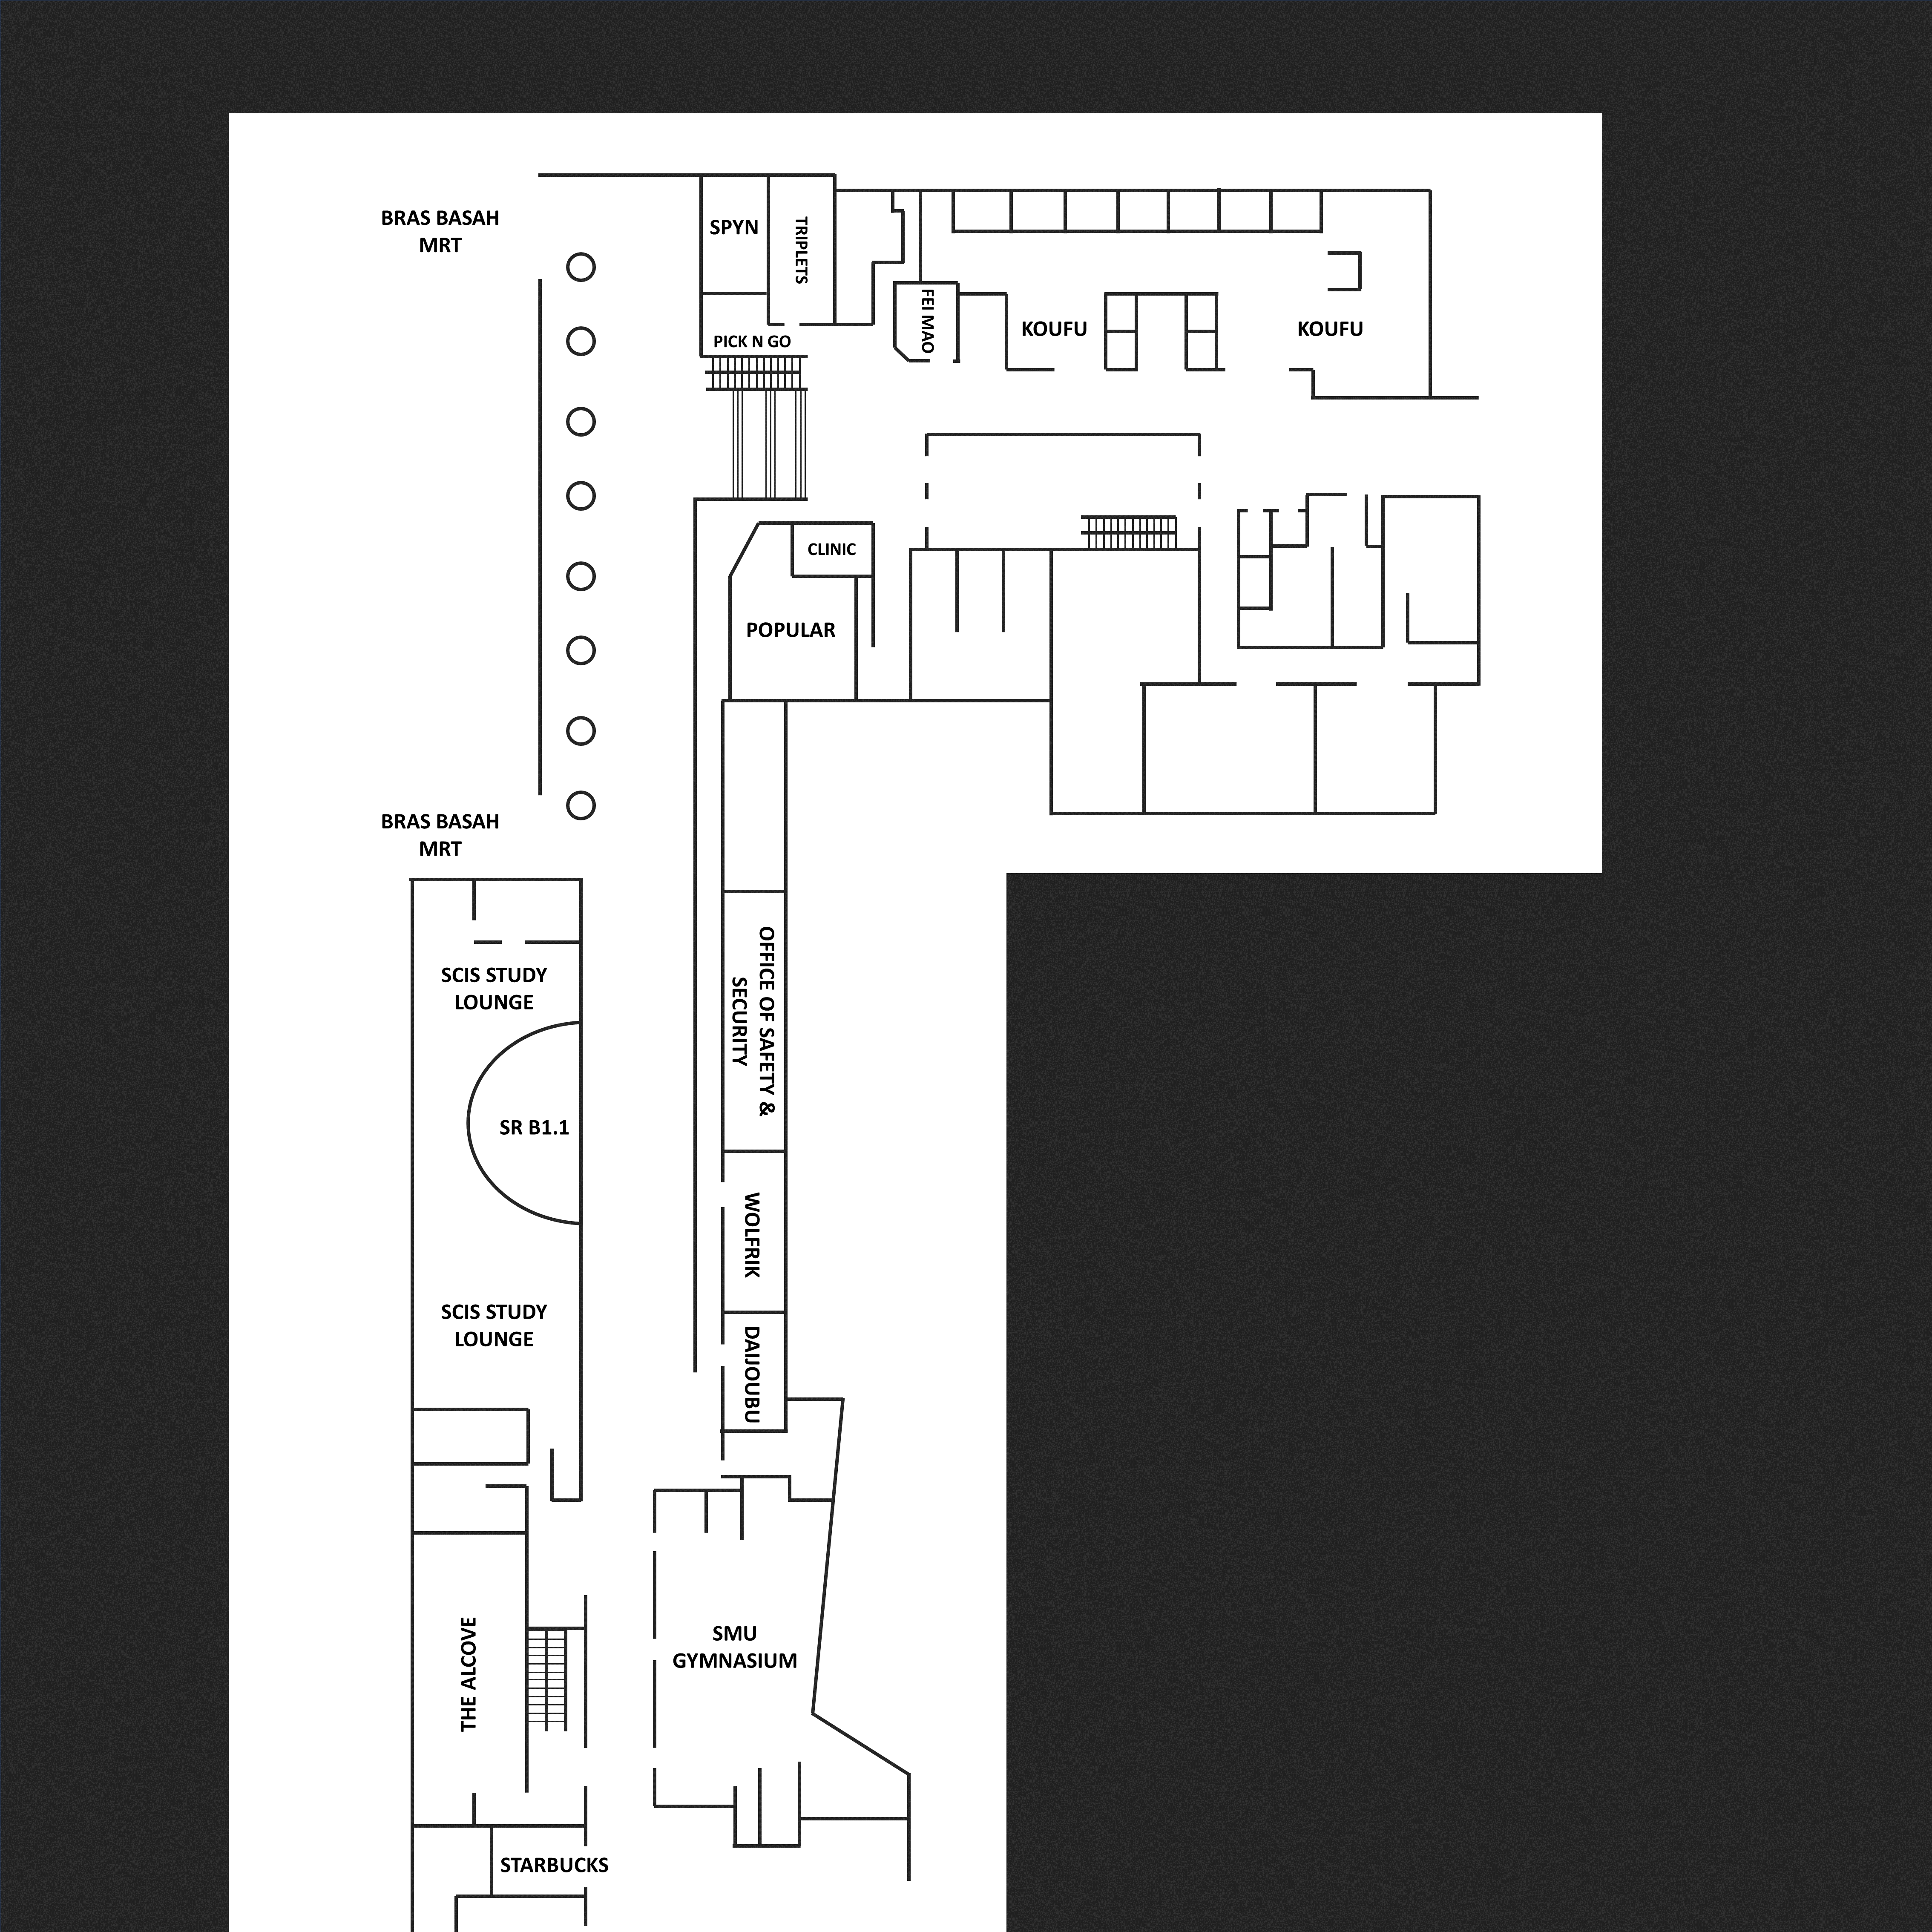 BRAS BASAH
MRT
SPYN
TRIPLETS
PICK N GO
FEI MAO
KOUFU
KOUFU
CLINIC
POPULAR
BRAS BASAH
MRT
SCIS STUDY
LOUNGE
OFFICE OF SAFETY &
SECURITY
SR B1.1
WOLFRIK
SCIS STUDY
LOUNGE
DAIJOUBU
THE ALCOVE
SMU
GYMNASIUM
STARBUCKS